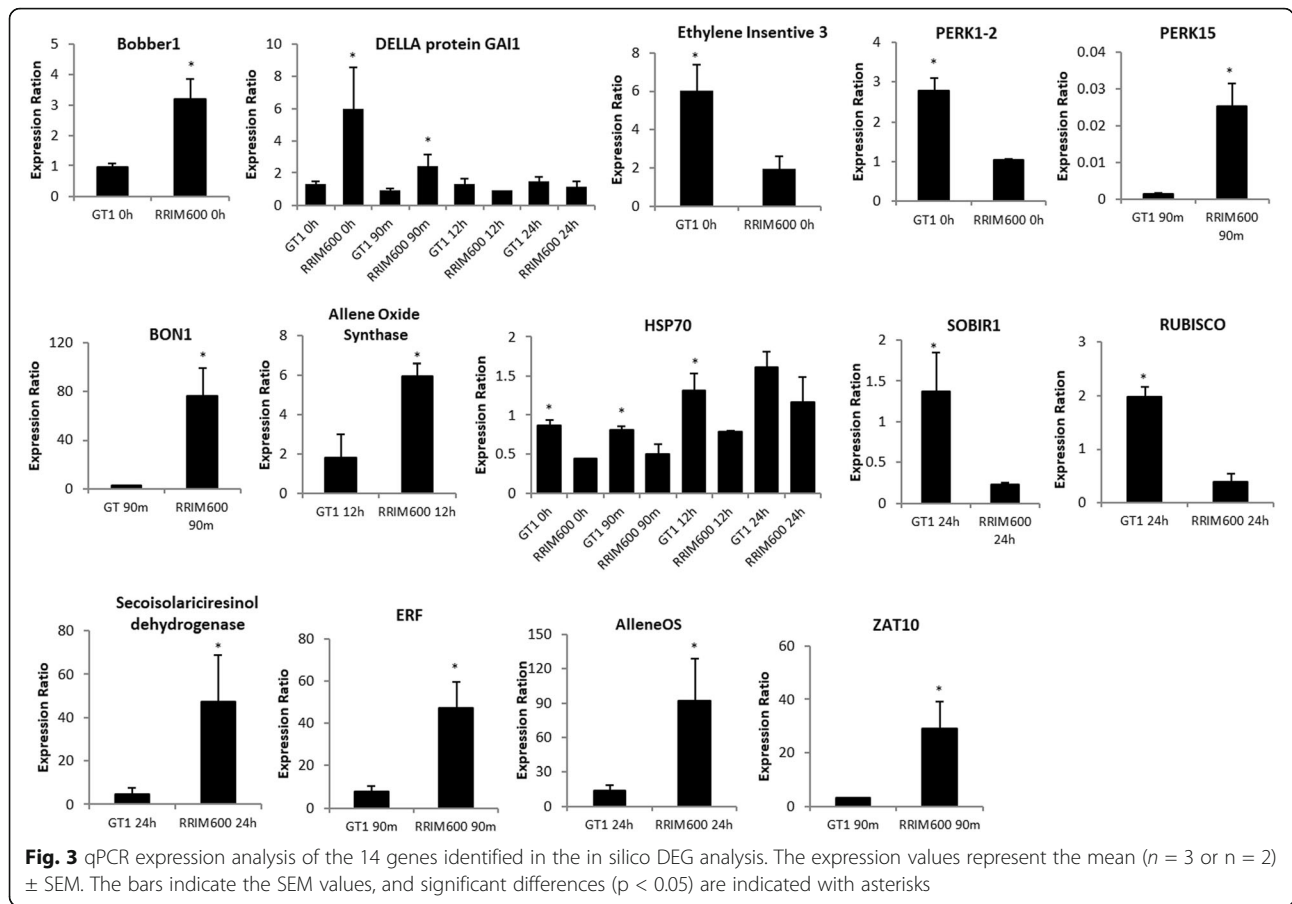 Bobber1
Expression Ration
5
4
3
2
1
0
GT1 0h RRIM600 0h
*
DELLA protein GAI1
Expression Ration
10
8
6
4
2
0
GT1 0h
RRIM600 0h
GT1 90m
RRIM600 90m
GT1 12h
RRIM600 12h
GT1 24h
RRIM600 24h
*
*
Ethylene Insentive 3
Expression Ration
8
6
4
2
0
GT1 0h RRIM600 0h
*
PERK1-2
Expression Ration
4
3
2
1
0
GT1 0h RRIM600 0h
*
PERK15
Expression Ration
0.04
0.03
0.02
0.01
0
GT1 90m RRIM600
90m
*
BON1
Expression Ratio
120
80
40
0
GT 90m RRIM600
90m
*
Allene Oxide
Synthase
Expression Ratio
8
6
4
2
0
GT1 12h RRIM600 12h
*
HSP70
Expression Ration
2
1.5
1
0.5
0
GT1 0h
RRIM600 0h
GT1 90m
RRIM600 90m
GT1 12h
RRIM600 12h
GT1 24h
RRIM600 24h
*
*
*
SOBIR1
Expression Ration
2
1.5
1
0.5
0
GT1 24h RRIM600
24h
*
RUBISCO
Expression Ration
3
2
1
0
GT1 24h RRIM600 24h
*
Secoisolariciresinol
dehydrogenase
Expression Ratio
80
60
40
20
0
GT1 24h RRIM600 24h
*
ERF
Expression Ratio
80
60
40
20
0
GT1 90m RRIM600 90m
*
AlleneOS
Expression Ratio
150
120
90
60
30
0
GT1 24h RRIM600 24h
*
ZAT10
Expression Ratio
60
40
20
0
GT1 90m RRIM600 90m
*
Fig. 3 qPCR expression analysis of the 14 genes identified in the in silico DEG analysis. The expression values represent the mean (n = 3 or n = 2)
± SEM. The bars indicate the SEM values, and significant differences (p < 0.05) are indicated with asterisks